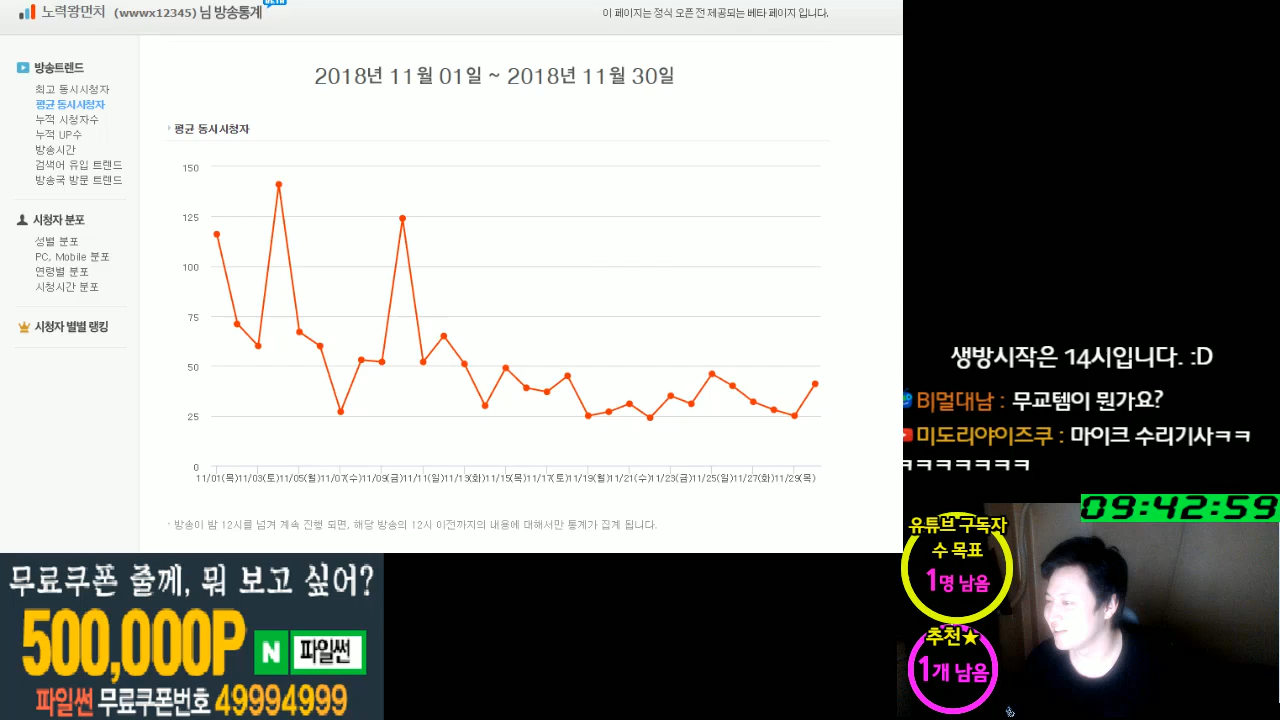 노력왕먼치 (wwwx12345) 님 방송통계 BETA
이 페이지는 정식 오픈 전 제공되는 베타 페이지 입니다.
방송트렌드
최고 동시시청자
평균 동시시청자
누적 시청자수
누적 UP수
방송시간
검색어 유입 트렌드
방송국 방문 트렌드
시청자 분포
성별 분포
PC, Mobile 분포
연령별 분포
시청시간 분포
시청자 별별 랭킹
2018년 11월 01일 ~ 2018년 11월 30일
평균 동시시청자
150
125
100
75
50
25
0
11/01(목)11/03(토)11/05(월)11/07(수)11/09(금)11/11(일)11/13(화)11/15(목)11/17(토)11/19(월)11/21(수)11/23(금)11/25(일)11/27(화)11/29(목)
방송이 밤 12시를 넘겨 계속 진행 되면, 해당 방송의 12시 이전까지의 내용에 대해서만 통계가 집계 됩니다.
생방시작은 14시입니다. :D
B|멀대남 : 무교템이 뭔가요?
미도리야이즈쿠 : 마이크 수리기사ㅋㅋ
ㅋㅋㅋㅋㅋㅋㅋ
09:42:59
유튜브 구독자
수 목표
1명 남음
추천★
1개 남음
무료쿠폰 줄께, 뭐 보고 싶어?
500,000P
N 파일썬
파일썬 무료쿠폰번호 49994999